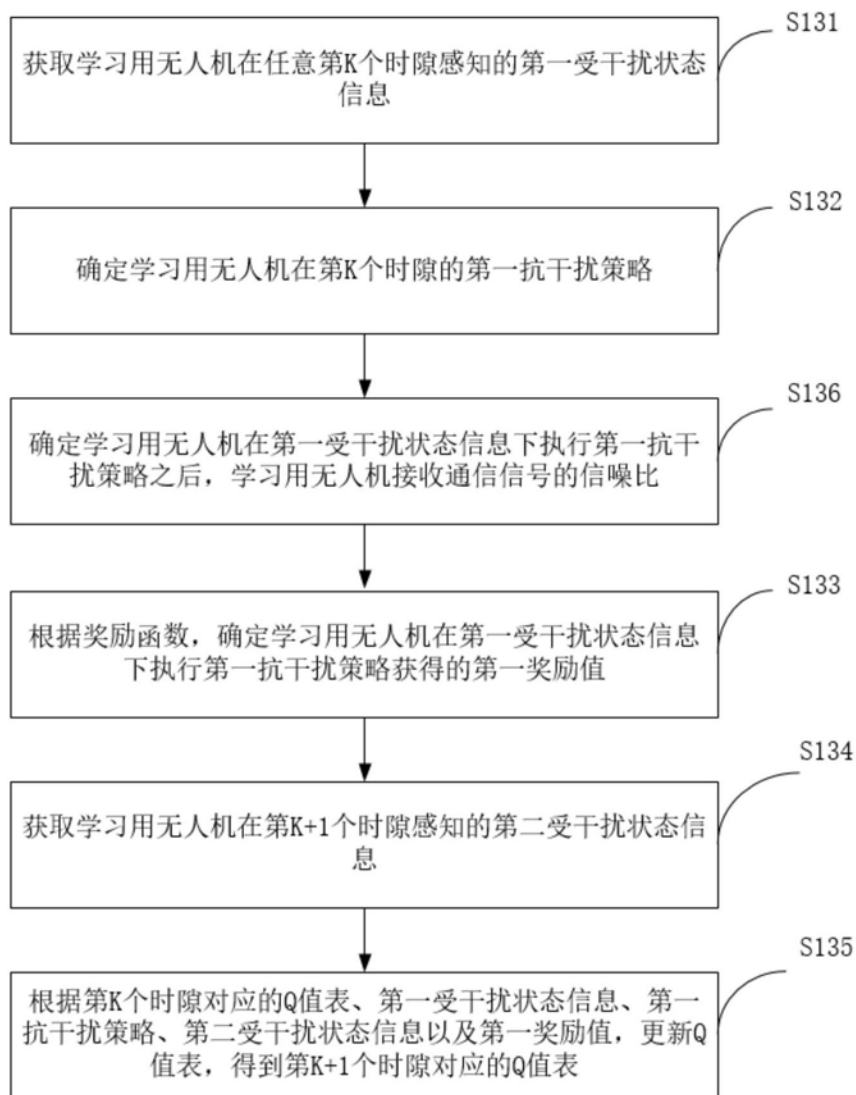 S131
获取学习用无人机在任意第K个时隙感知的第一受干扰状态
信息
S132
确定学习用无人机在第K个时隙的第一抗干扰策略
S136
确定学习用无人机在第一受干扰状态信息下执行第一抗干
扰策略之后，学习用无人机接收通信信号的信噪比
S133
根据奖励函数，确定学习用无人机在第一受干扰状态信息
下执行第一抗干扰策略获得的第一奖励值
S134
获取学习用无人机在第K+1个时隙感知的第二受干扰状态信
息
S135
根据第K个时隙对应的Q值表、第一受干扰状态信息、第一
抗干扰策略、第二受干扰状态信息以及第一奖励值，更新Q
值表，得到第K+1个时隙对应的Q值表